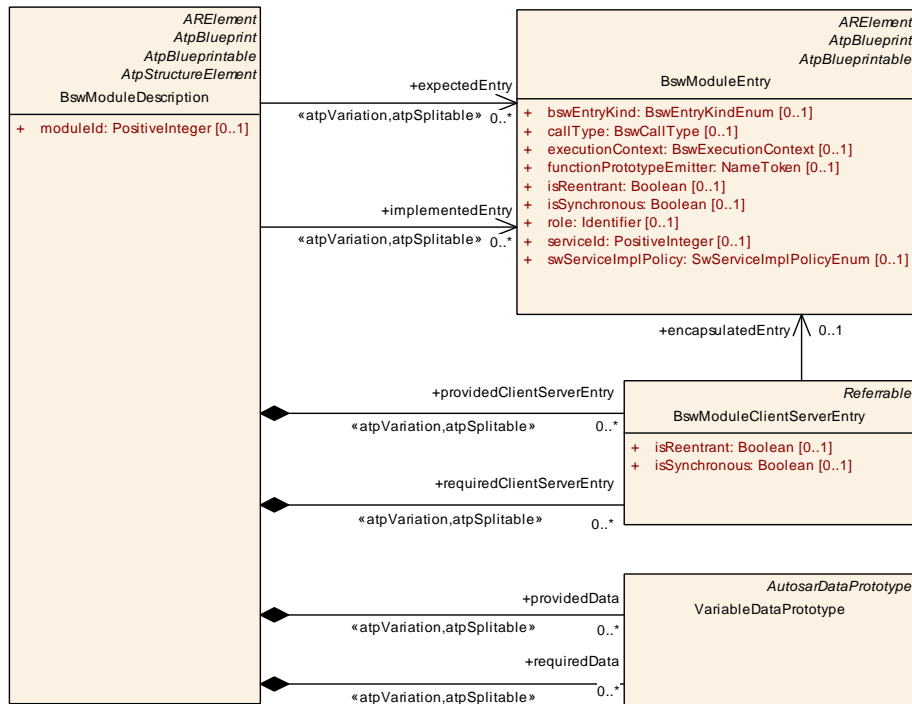 ARElement
AtpBlueprint
AtpBlueprintable
AtpStructureElement
BswModuleDescription
+ moduleId: PositiveInteger [0..1]
ARElement
AtpBlueprint
AtpBlueprintable
BswModuleEntry
+ bswEntryKind: BswEntryKindEnum [0..1]
+ callType: BswCallType [0..1]
+ executionContext: BswExecutionContext [0..1]
+ functionPrototypeEmitter: NameToken [0..1]
+ isReentrant: Boolean [0..1]
+ isSynchronous: Boolean [0..1]
+ role: Identifier [0..1]
+ serviceId: PositiveInteger [0..1]
+ swServiceImplPolicy: SwServiceImplPolicyEnum [0..1]
+expectedEntry
«atpVariation,atpSplitable» 0..*
+implementedEntry
«atpVariation,atpSplitable» 0..*
+encapsulatedEntry 0..1
+providedClientServerEntry
«atpVariation,atpSplitable» 0..*
Referrable
BswModuleClientServerEntry
+ isReentrant: Boolean [0..1]
+ isSynchronous: Boolean [0..1]
+requiredClientServerEntry
«atpVariation,atpSplitable» 0..*
AutosarDataPrototype
VariableDataPrototype
+providedData
«atpVariation,atpSplitable» 0..*
+requiredData
«atpVariation,atpSplitable» 0..*